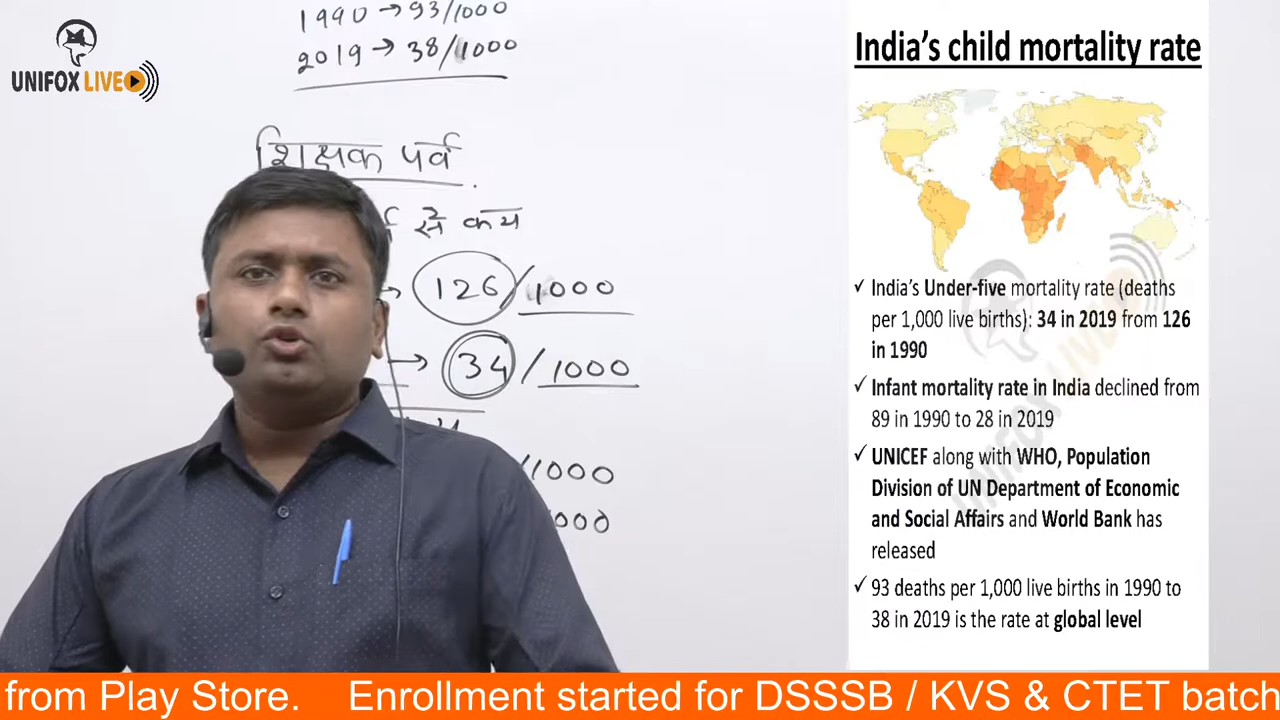 1990 → 93/1000
2019 → 38/1000
UNIFOX LIVE
शिक्षक पर्व
से कम
126/1000
→ 34/1000
/1000
India's child mortality rate
✓ India's Under-five mortality rate (deaths
per 1,000 live births): 34 in 2019 from 126
in 1990
✓ Infant mortality rate in India declined from
89 in 1990 to 28 in 2019
✓ UNICEF along with WHO, Population
Division of UN Department of Economic
and Social Affairs and World Bank has
released
✓ 93 deaths per 1,000 live births in 1990 to
38 in 2019 is the rate at global level
UNIFOX LIVE
from Play Store. Enrollment started for DSSSB / KVS & CTET batch